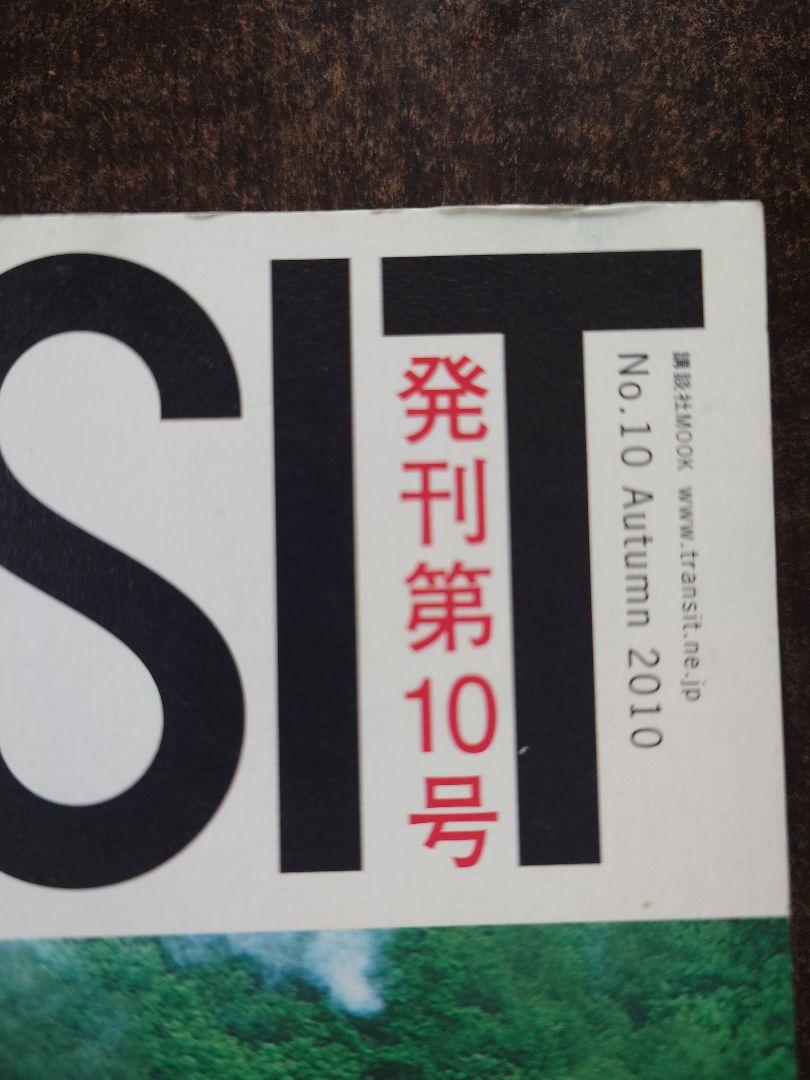 SIT
発刊第10号
講談社MOOK www.transit.ne.jp
No.10 Autumn 2010